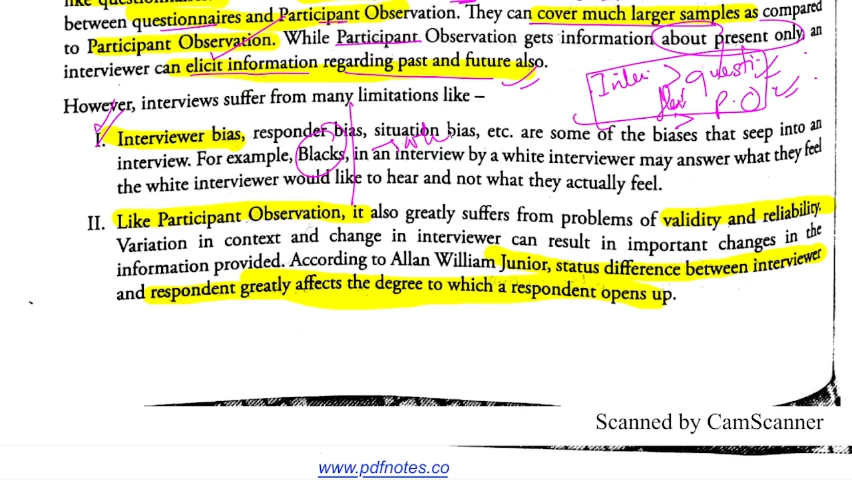 between questionnaires and Participant Observation. They can cover much larger samples as compared
to Participant Observation. While Participant Observation gets information about present only, an
interviewer can elicit information regarding past and future also.
Inter > questi
flexi > P.O
However, interviews suffer from many limitations like –
I. Interviewer bias, responder bias, situation bias, etc. are some of the biases that seep into an
interview. For example, Blacks, in an interview by a white interviewer may answer what they feel
the white interviewer would like to hear and not what they actually feel.
II. Like Participant Observation, it also greatly suffers from problems of validity and reliability.
Variation in context and change in interviewer can result in important changes in the
information provided. According to Allan William Junior, status difference between interviewer
and respondent greatly affects the degree to which a respondent opens up.
Scanned by CamScanner
www.pdfnotes.co